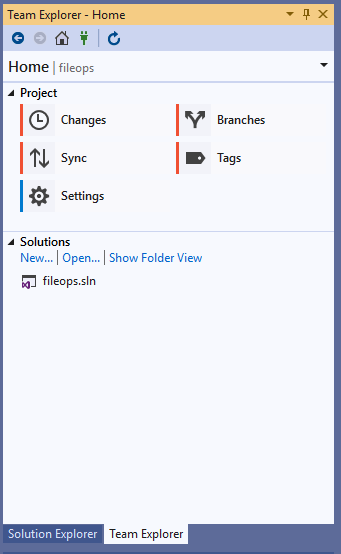 Team Explorer - Home
Home | fileops
Project
Changes
Branches
Sync
Tags
Settings
Solutions
New... | Open... | Show Folder View
fileops.sln
Solution Explorer Team Explorer